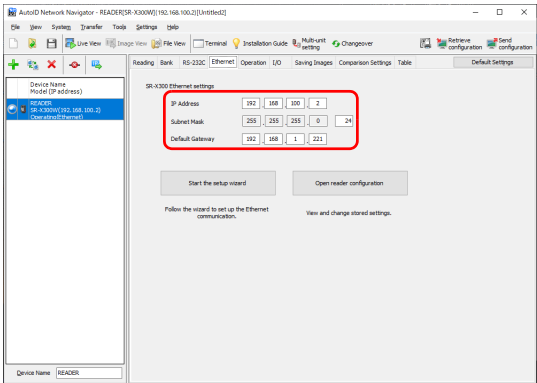 AutoID Network Navigator - READER[SR-X300W](192.168.100.2)[Untitled2]
File View System Transfer Tools Settings Help
Live View Image View File View Terminal Installation Guide Multi-unit setting Changeover Retrieve configuration Send configuration
Reading Bank RS-232C Ethernet Operation I/O Saving Images Comparison Settings Table Default Settings
Device Name
Model (IP address)
READER
SR-X300W(192.168.100.2)
Operating(Ethernet)
SR-X300 Ethernet settings
IP Address 192 . 168 . 100 . 2
Subnet Mask 255 . 255 . 255 . 0 24
Default Gateway 192 . 168 . 1 . 221
Start the setup wizard Open reader configuration
Follow the wizard to set up the Ethernet communication.
View and change stored settings.
Device Name READER